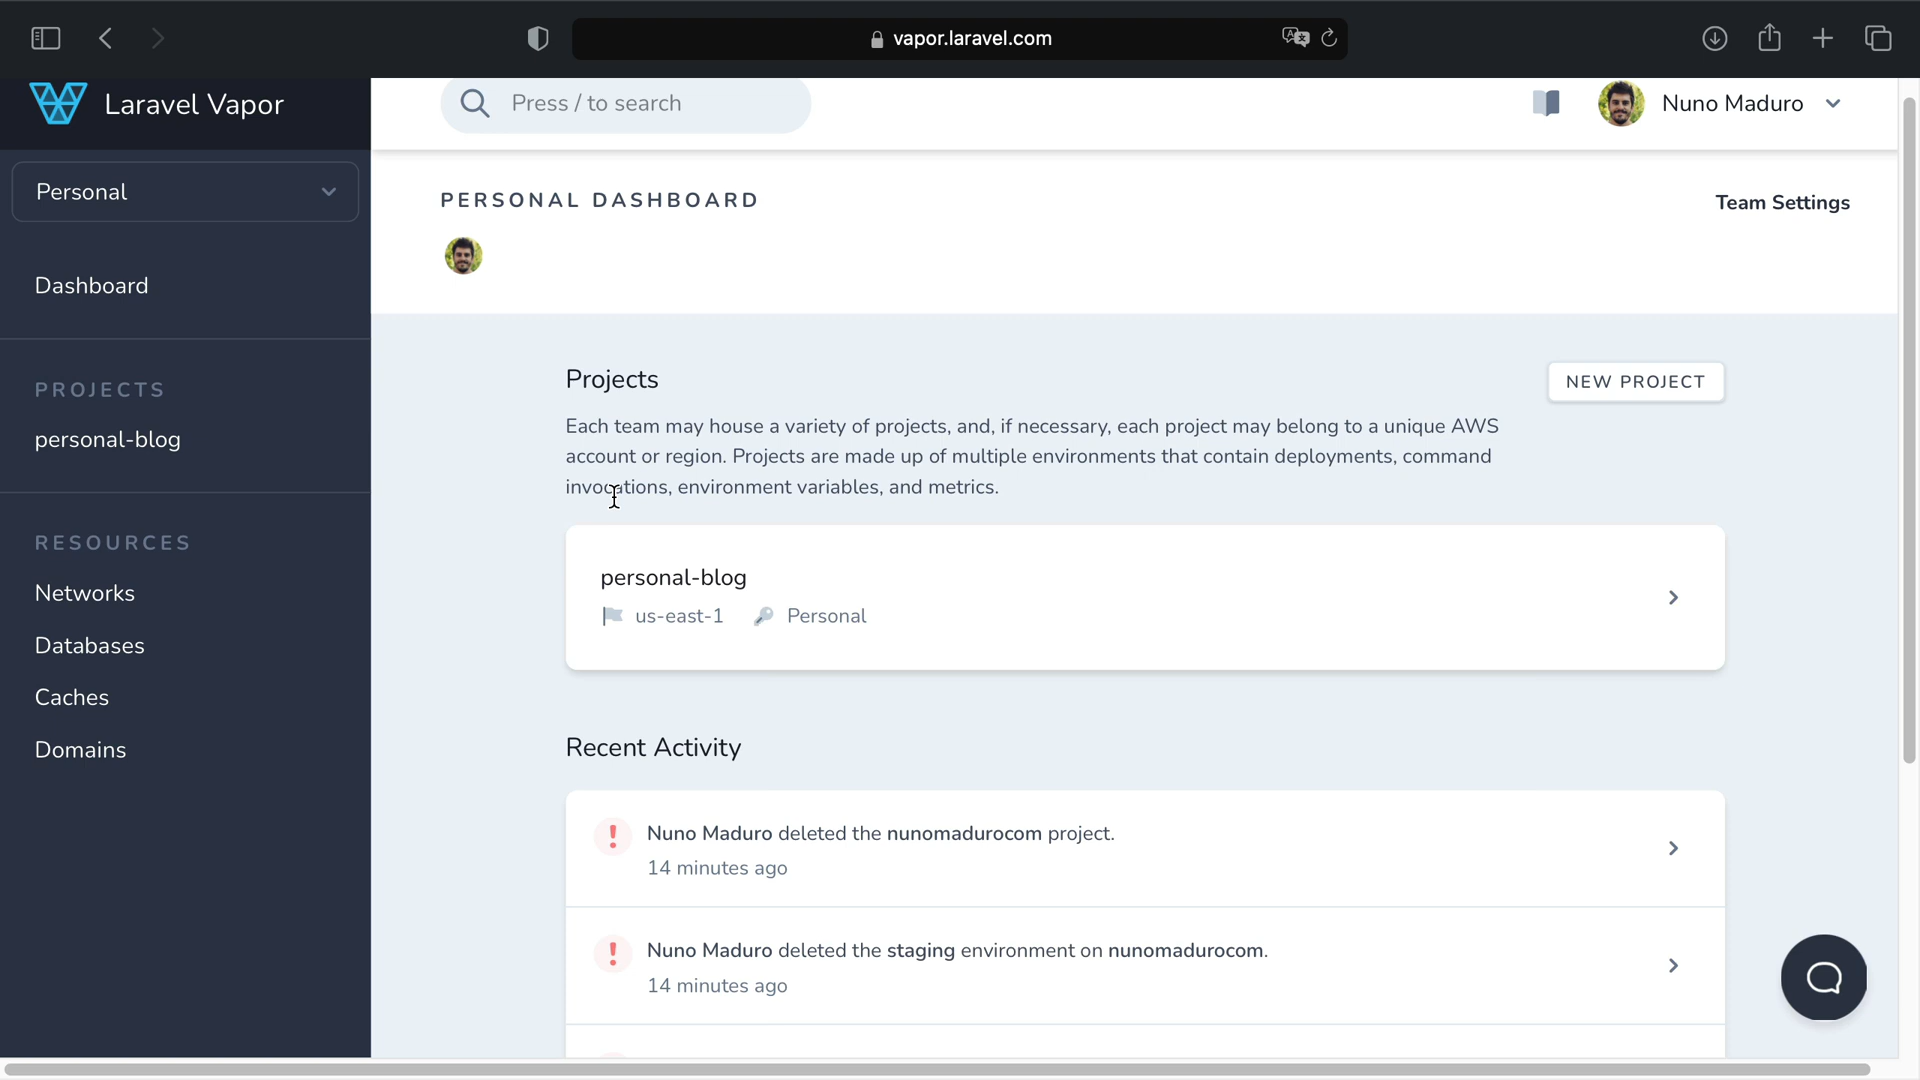 vapor.laravel.com
Laravel Vapor
Press / to search
Nuno Maduro
Personal
Dashboard
PROJECTS
personal-blog
RESOURCES
Networks
Databases
Caches
Domains
PERSONAL DASHBOARD
Team Settings
Projects
NEW PROJECT
Each team may house a variety of projects, and, if necessary, each project may belong to a unique AWS
account or region. Projects are made up of multiple environments that contain deployments, command
invocations, environment variables, and metrics.
personal-blog
us-east-1 Personal
Recent Activity
Nuno Maduro deleted the nunomadurocom project.
14 minutes ago
Nuno Maduro deleted the staging environment on nunomadurocom.
14 minutes ago